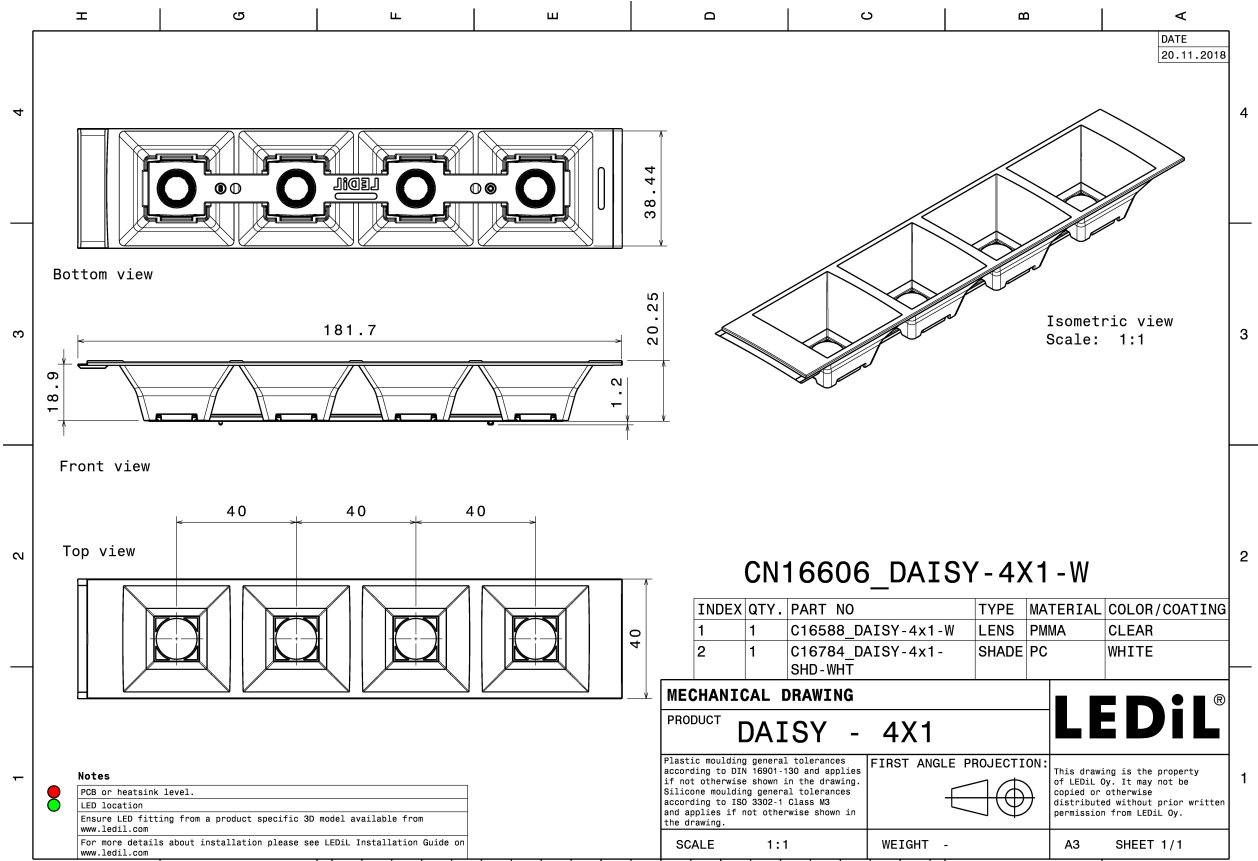 H G F E D C B A
DATE
20.11.2018
4 4
38.44
Bottom view
LEDiL
181.7
20.25
18.9
1.2
3 3
Isometric view
Scale: 1:1
Front view
40 40 40
Top view
2 2
40
CN16606_DAISY-4X1-W
INDEX QTY. PART NO TYPE MATERIAL COLOR/COATING
1 1 C16588_DAISY-4x1-W LENS PMMA CLEAR
2 1 C16784_DAISY-4x1- SHADE PC WHITE
SHD-WHT
MECHANICAL DRAWING
PRODUCT
DAISY - 4X1
LEDiL®
Plastic moulding general tolerances
according to DIN 16901-130 and applies
if not otherwise shown in the drawing.
Silicone moulding general tolerances
according to ISO 3302-1 Class M3
and applies if not otherwise shown in
the drawing.
FIRST ANGLE PROJECTION:
This drawing is the property
of LEDiL Oy. It may not be
copied or otherwise
distributed without prior written
permission from LEDiL Oy.
SCALE 1:1 WEIGHT - A3 SHEET 1/1
1 1
Notes
PCB or heatsink level.
LED location
Ensure LED fitting from a product specific 3D model available from
www.ledil.com
For more details about installation please see LEDiL Installation Guide on
www.ledil.com